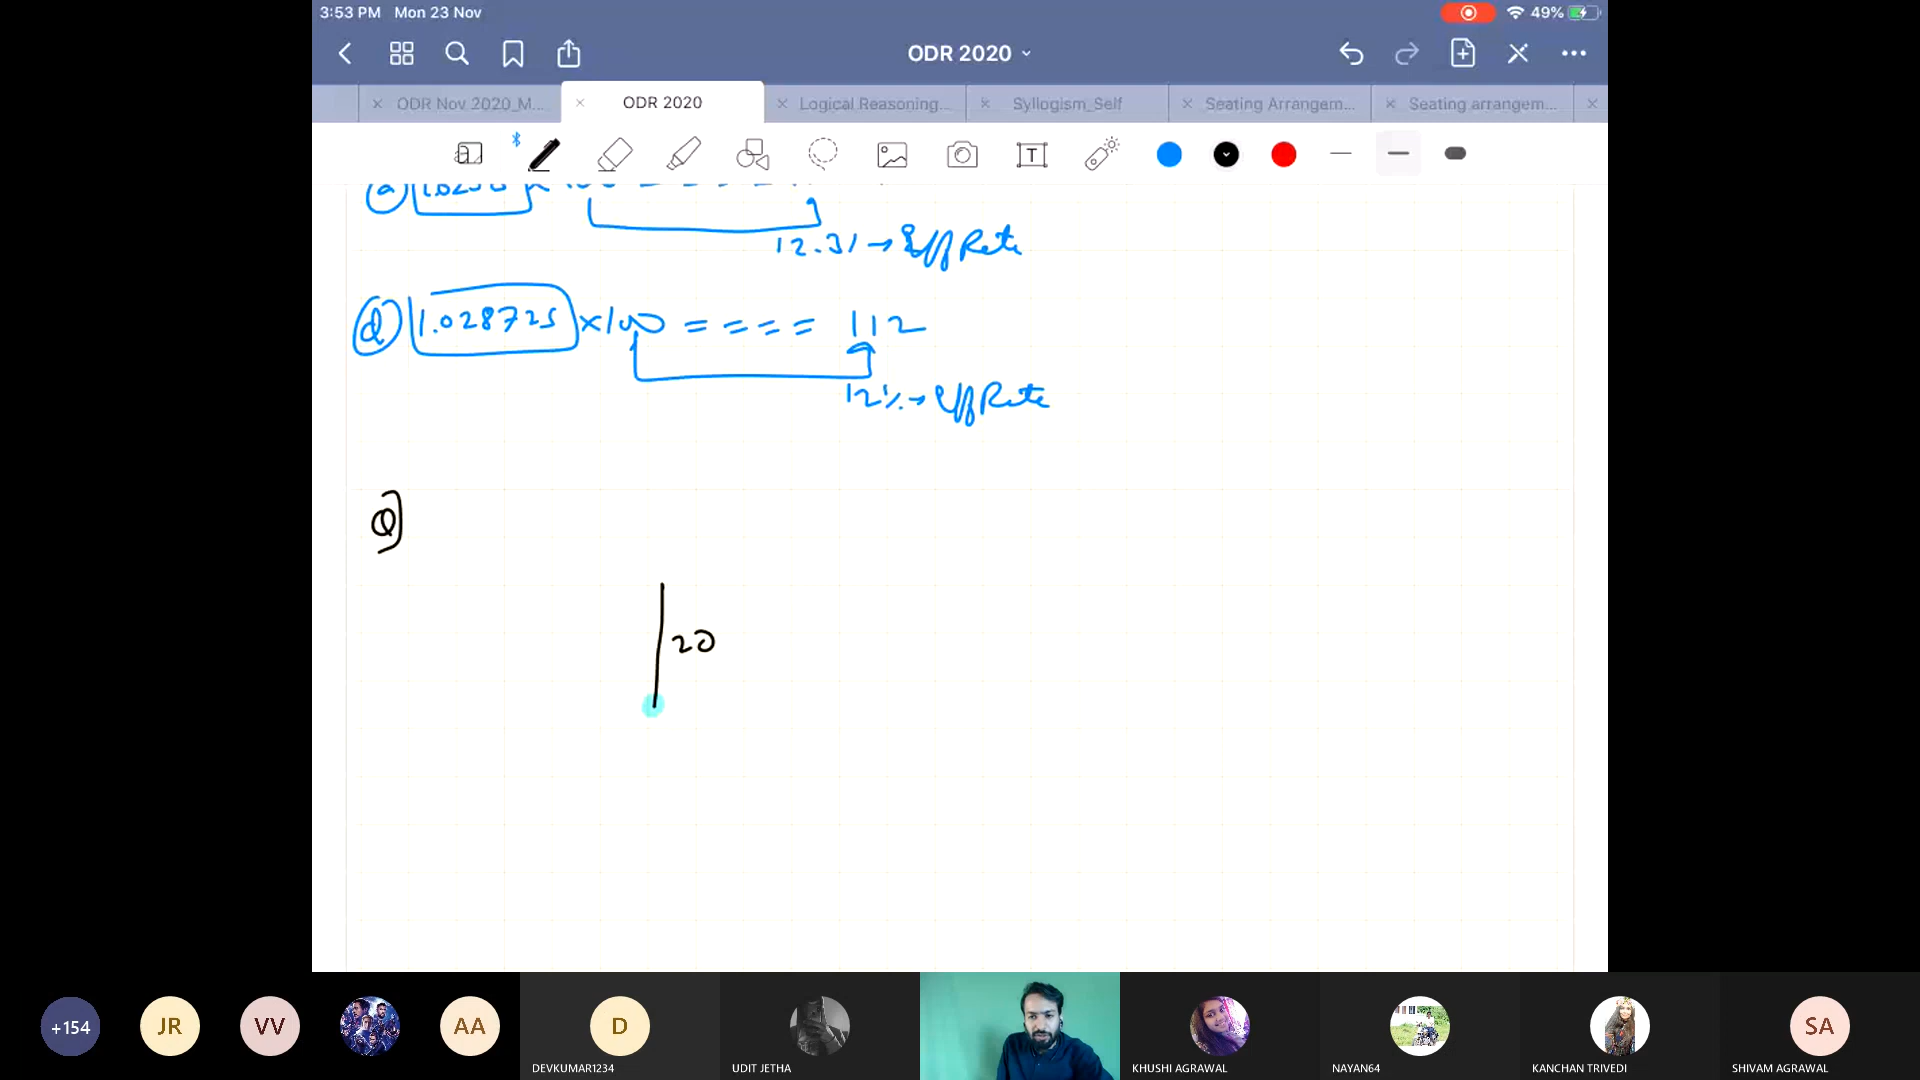 3:53 PM Mon 23 Nov
49%
ODR 2020
ODR Nov 2020_M...
ODR 2020
Logical Reasoning...
Syllogism_Self
Seating Arrangem...
Seating arrangem...
T
(a)
12.31 → Eff Rate
(d) 1.028725 × 100 = = = = 112
12% → Eff Rate
Q]
20
+154
JR
VV
AA
D
SA
DEVKUMAR1234
UDIT JETHA
KHUSHI AGRAWAL
NAYAN64
KANCHAN TRIVEDI
SHIVAM AGRAWAL